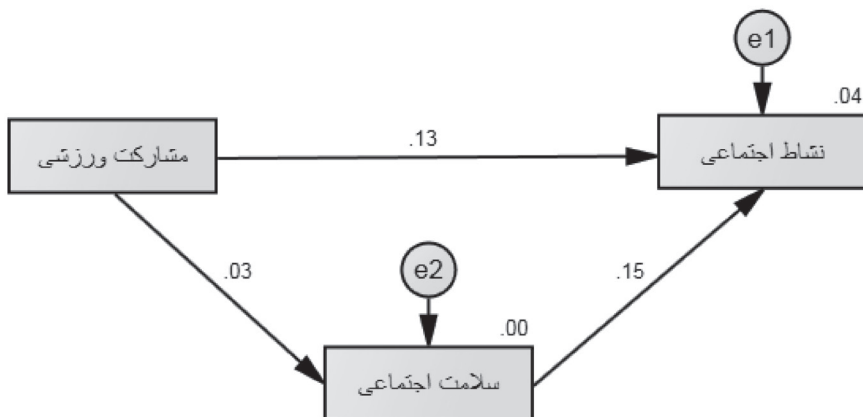 e1
.04
نشاط اجتماعی
.13
مشارکت ورزشی
.03
e2
.15
.00
سلامت اجتماعی